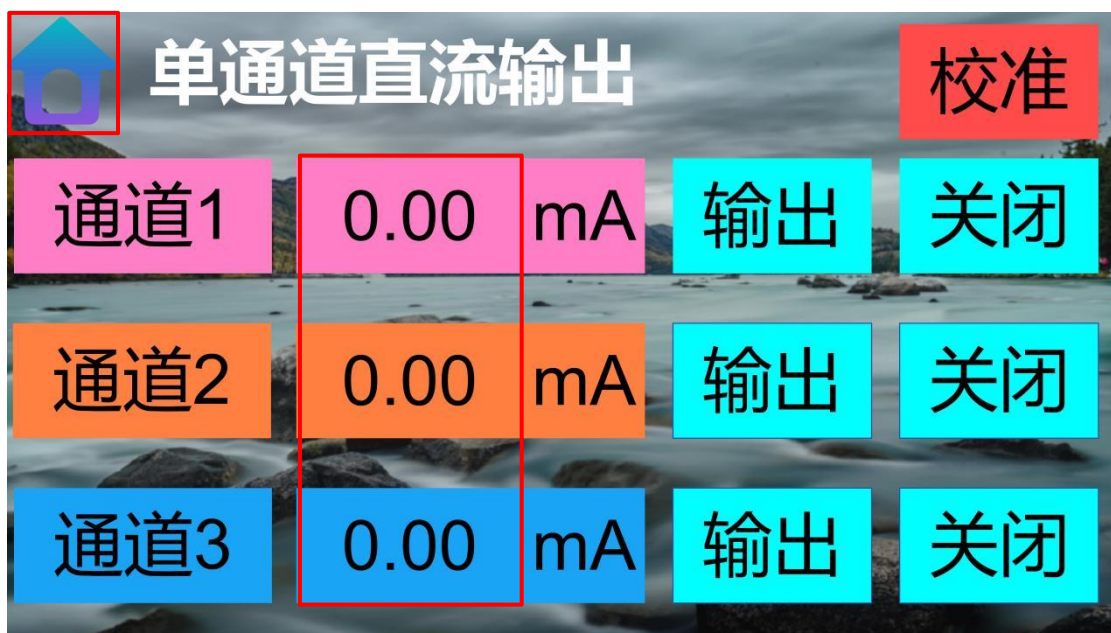 单通道直流输出 校准
通道1 0.00 mA 输出 关闭
通道2 0.00 mA 输出 关闭
通道3 0.00 mA 输出 关闭